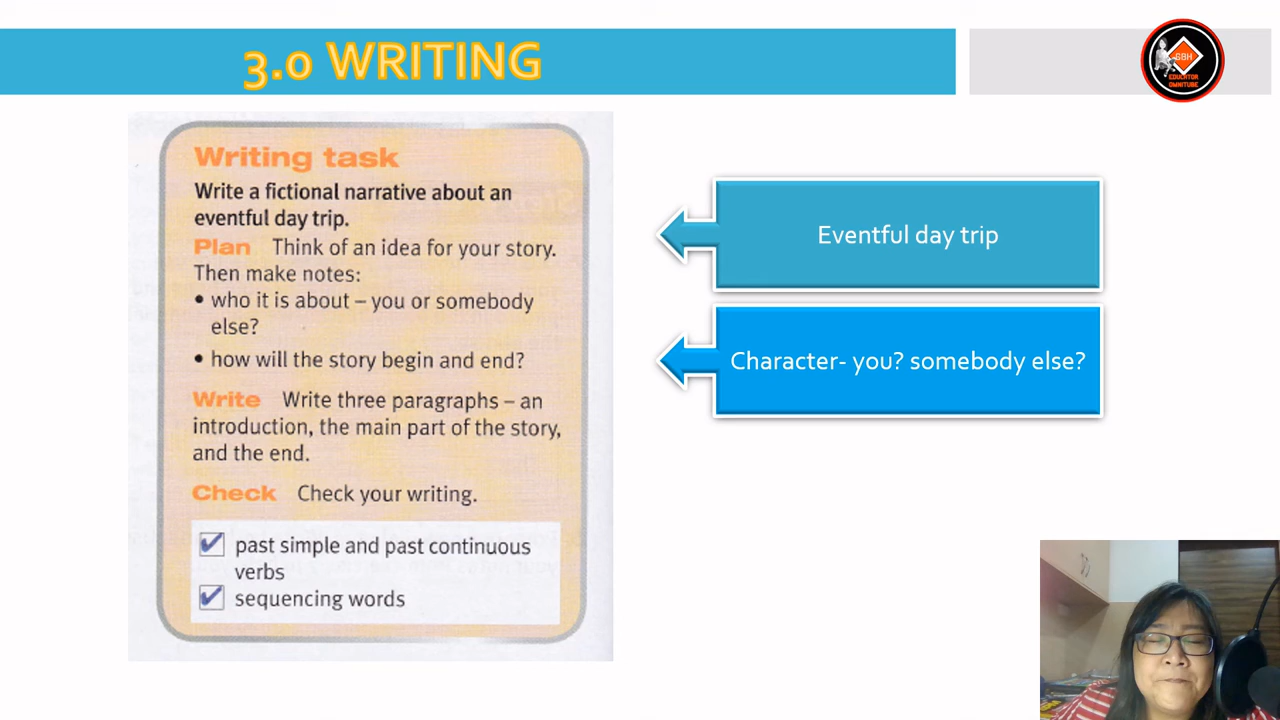 3.0 WRITING
GBH
EDUCATOR
OMNITUBE
Writing task
Write a fictional narrative about an
eventful day trip.
Plan Think of an idea for your story.
Then make notes:
• who it is about – you or somebody
else?
• how will the story begin and end?
Write Write three paragraphs – an
introduction, the main part of the story,
and the end.
Check Check your writing.
past simple and past continuous
verbs
sequencing words
Eventful day trip
Character- you? somebody else?